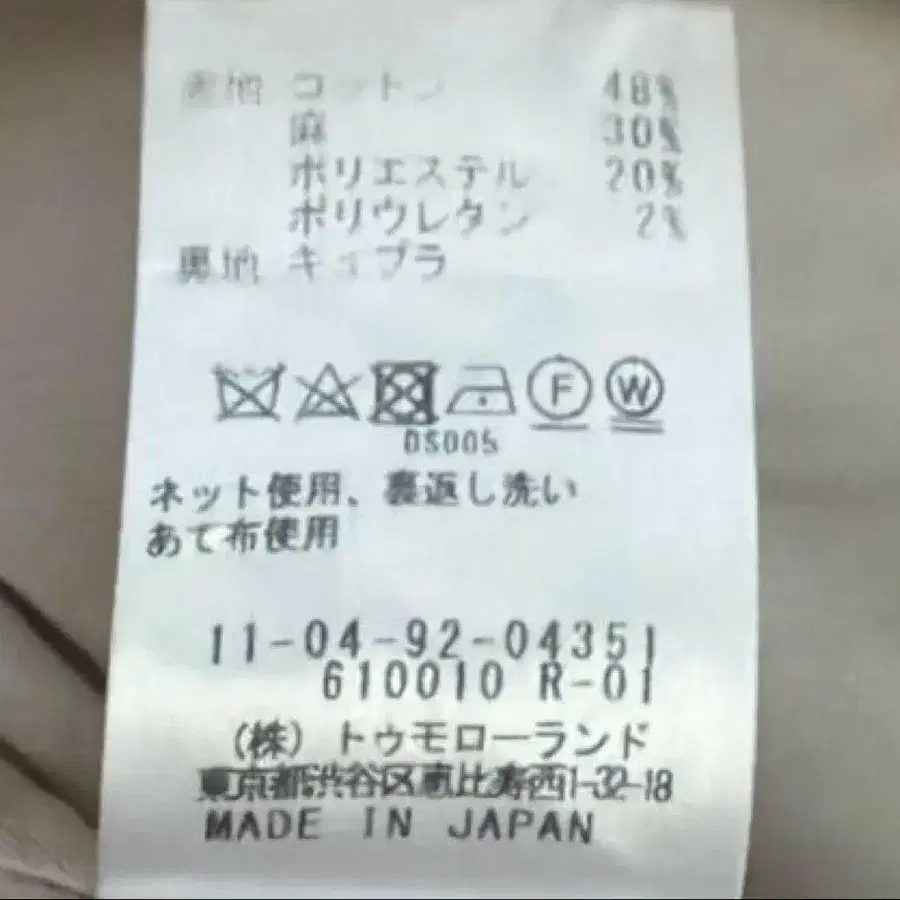 表地 コットン 48%
麻 30%
ポリエステル 20%
ポリウレタン 2%
裏地 キュプラ
F W
DS005
ネット使用、裏返し洗い
あて布使用
11-04-92-04351
610010 R-01
(株) トゥモローランド
東京都渋谷区恵比寿西1-32-18
MADE IN JAPAN